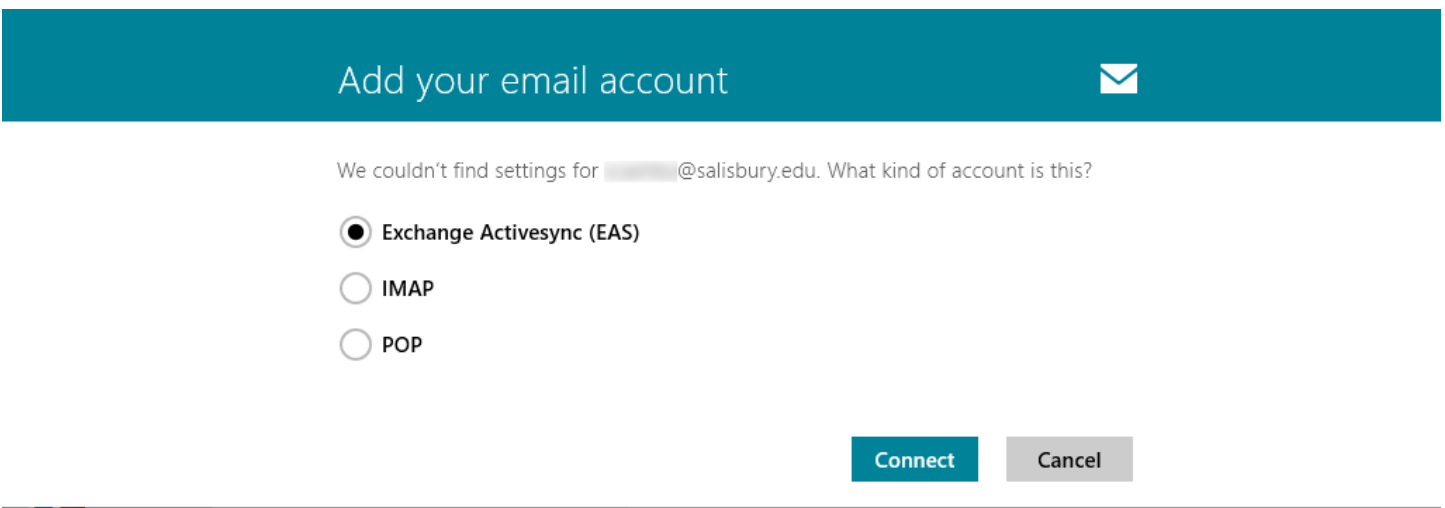 Add your email account
We couldn't find settings for @salisbury.edu. What kind of account is this?
Exchange Activesync (EAS)
IMAP
POP
Connect
Cancel